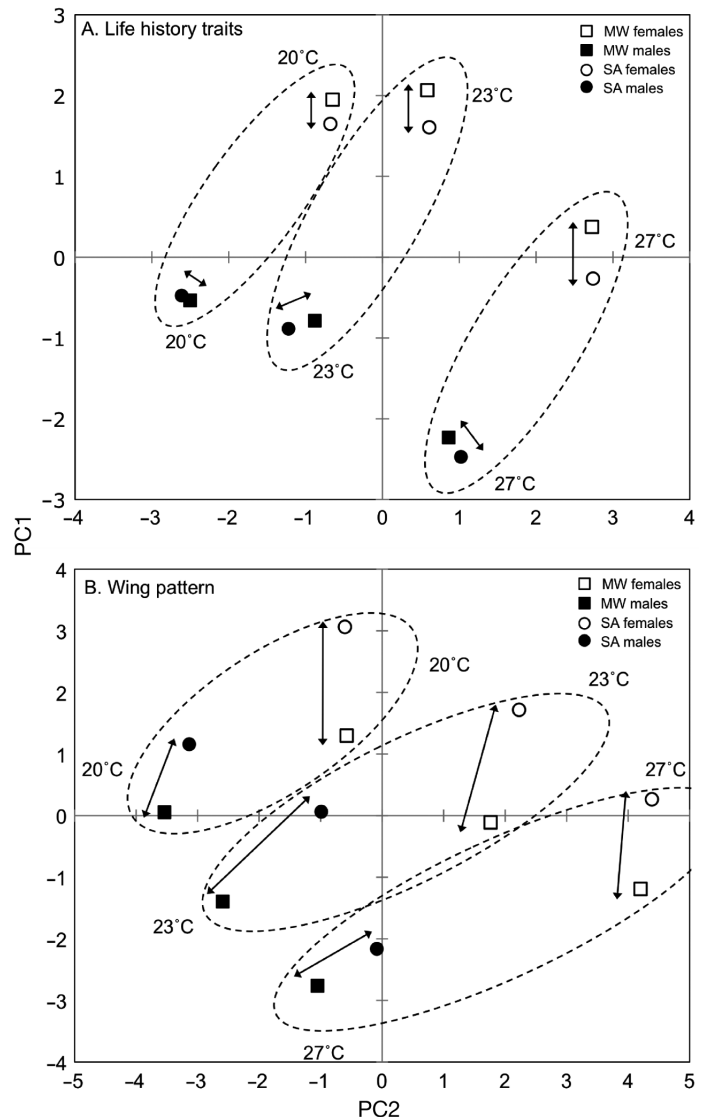 3
A. Life history traits
MW females
MW males
SA females
SA males
20˚C
23˚C
2
1
27˚C
0
20˚C
23˚C
−1
−2
27˚C
−3
−4 −3 −2 −1 0 1 2 3 4
PC1
4
B. Wing pattern
MW females
MW males
SA females
SA males
3
20˚C
23˚C
2
1
20˚C
27˚C
0
−1
23˚C
−2
−3
27˚C
−4
−5 −4 −3 −2 −1 0 1 2 3 4 5
PC2